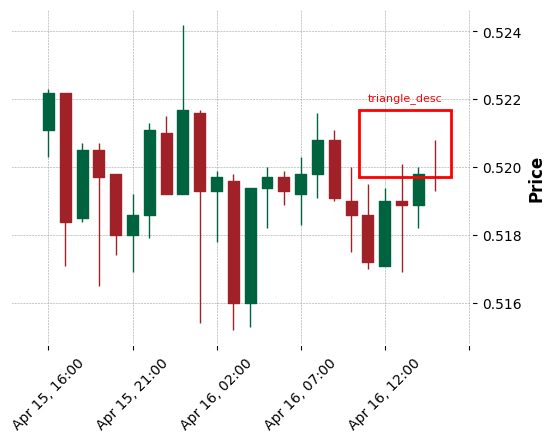 0.524
0.522
0.520
0.518
0.516
Price
triangle_desc
Apr 15, 16:00
Apr 15, 21:00
Apr 16, 02:00
Apr 16, 07:00
Apr 16, 12:00